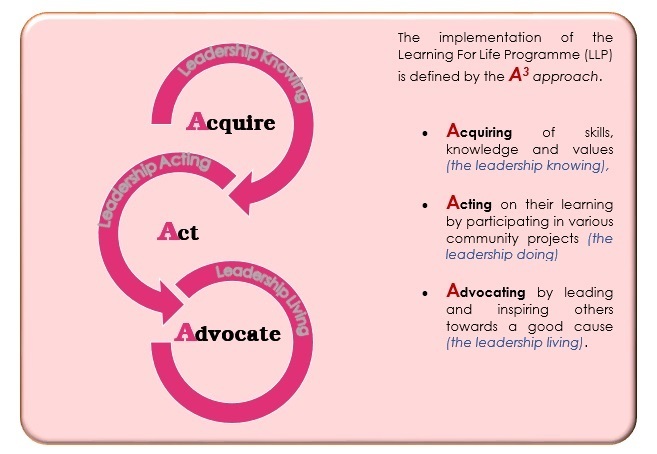 Leadership Knowing
Acquire
Leadership Acting
Act
Leadership Living
Advocate
The implementation of the
Learning For Life Programme (LLP)
is defined by the A³ approach.
• Acquiring of skills,
knowledge and values
(the leadership knowing),
• Acting on their learning
by participating in various
community projects (the
leadership doing)
• Advocating by leading
and inspiring others
towards a good cause
(the leadership living).